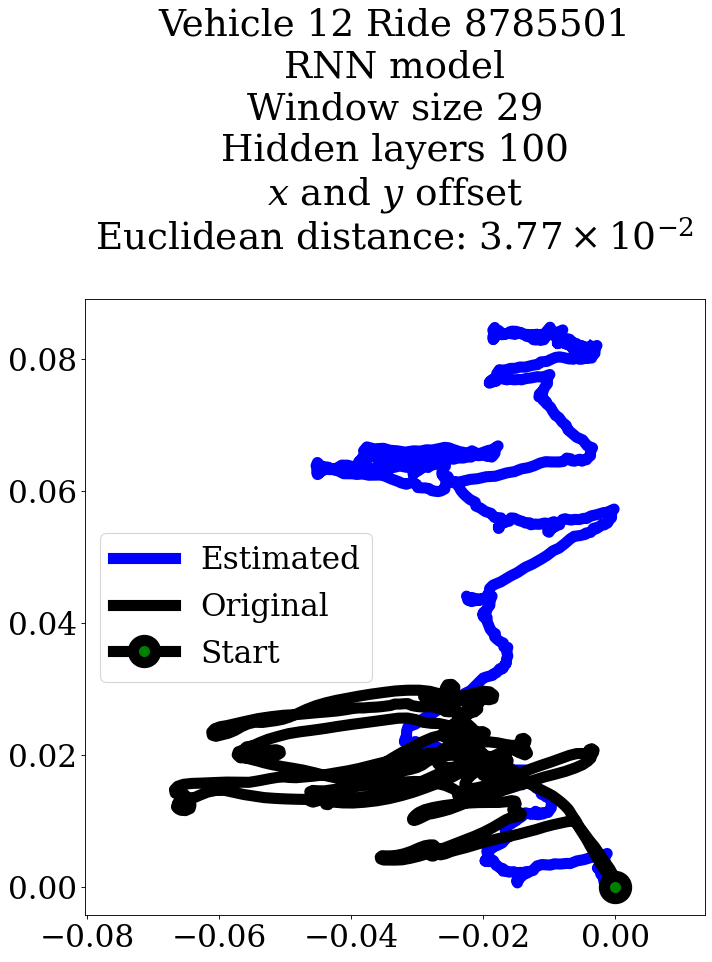 Vehicle 12 Ride 8785501
RNN model
Window size 29
Hidden layers 100
x and y offset
Euclidean distance: 3.77 × 10⁻²
0.08
0.06
0.04
0.02
0.00
Estimated
Original
Start
−0.08 −0.06 −0.04 −0.02 0.00